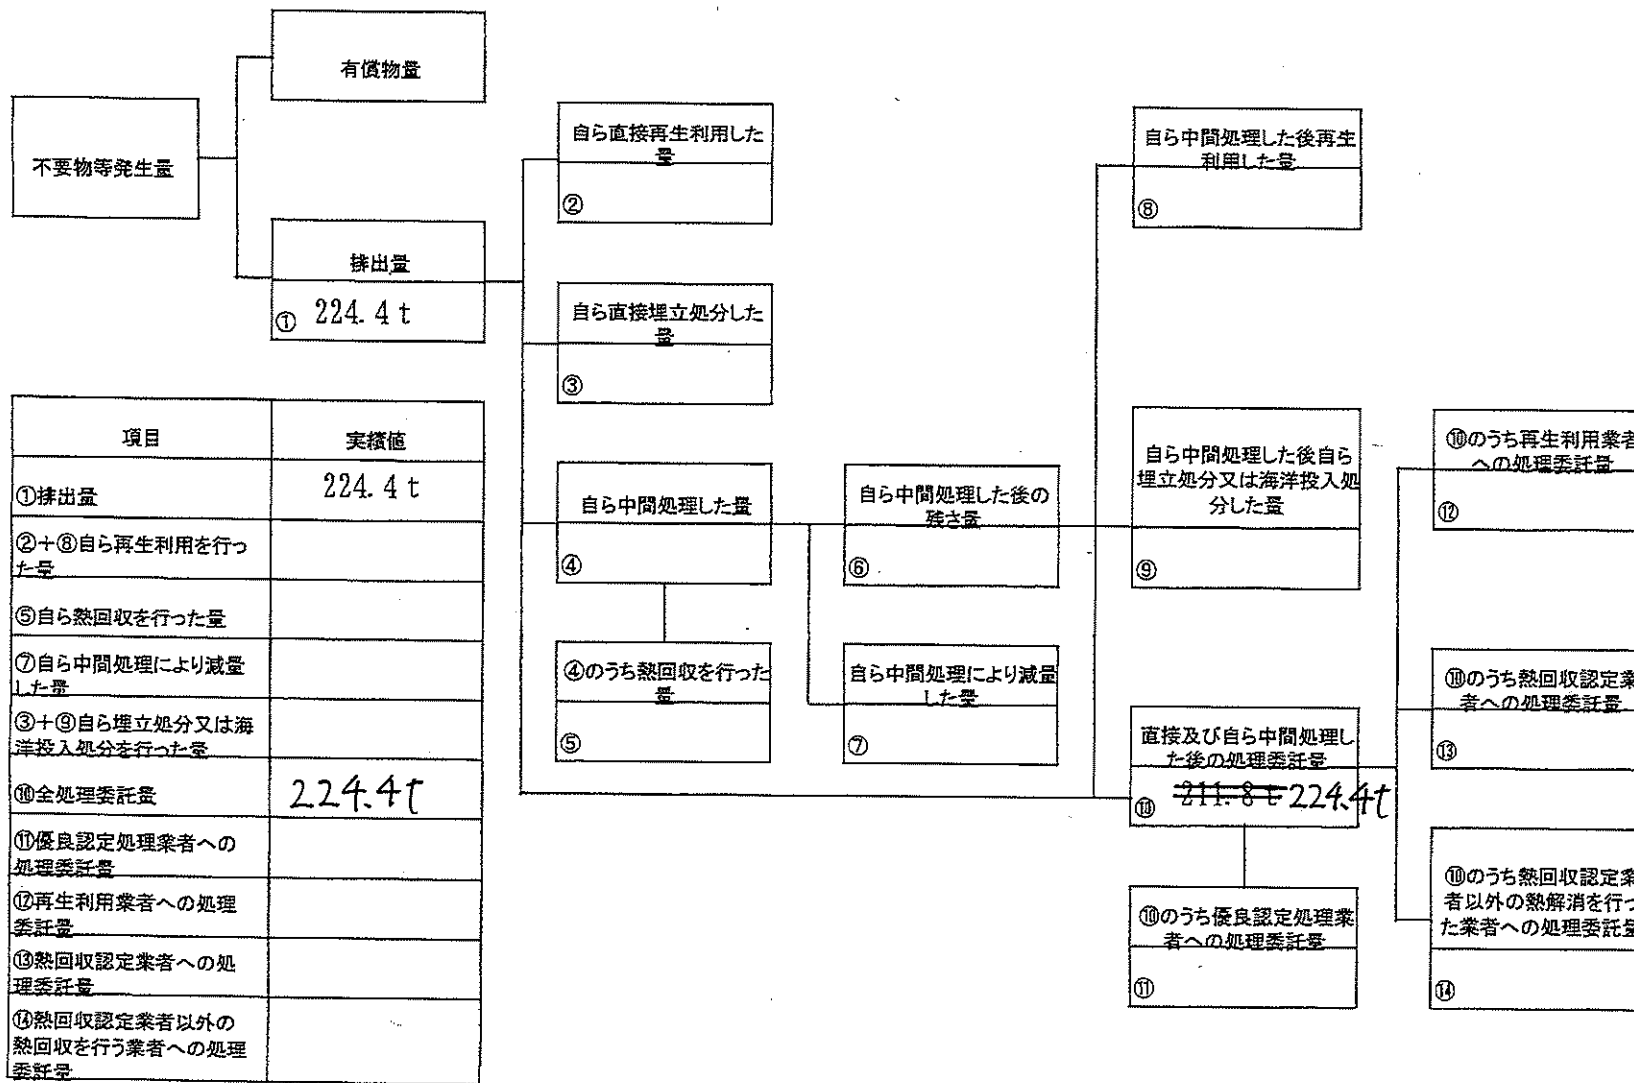 有償物量
不要物等発生量
排出量
① 224.4 t
自ら直接再生利用した
量
②
自ら直接埋立処分した
量
③
自ら中間処理した量
④
④のうち熱回収を行った
量
⑤
自ら中間処理した後の
残さ量
⑥
自ら中間処理により減量
した量
⑦
自ら中間処理した後再生
利用した量
⑧
自ら中間処理した後自ら
埋立処分又は海洋投入処
分した量
⑨
直接及び自ら中間処理し
た後の処理委託量
⑩ 211.8 t 224.4t
⑩のうち優良認定処理業
者への処理委託量
⑪
⑩のうち再生利用業者
への処理委託量
⑫
⑩のうち熱回収認定業
者への処理委託量
⑬
⑩のうち熱回収認定業
者以外の熱解消を行っ
た業者への処理委託量
⑭
項目 実績値
①排出量 224.4 t
②+⑧自ら再生利用を行っ
た量
⑤自ら熱回収を行った量
⑦自ら中間処理により減量
した量
③+⑨自ら埋立処分又は海
洋投入処分を行った量
⑩全処理委託量 224.4t
⑪優良認定処理業者への
処理委託量
⑫再生利用業者への処理
委託量
⑬熱回収認定業者への処
理委託量
⑭熱回収認定業者以外の
熱回収を行う業者への処理
委託量